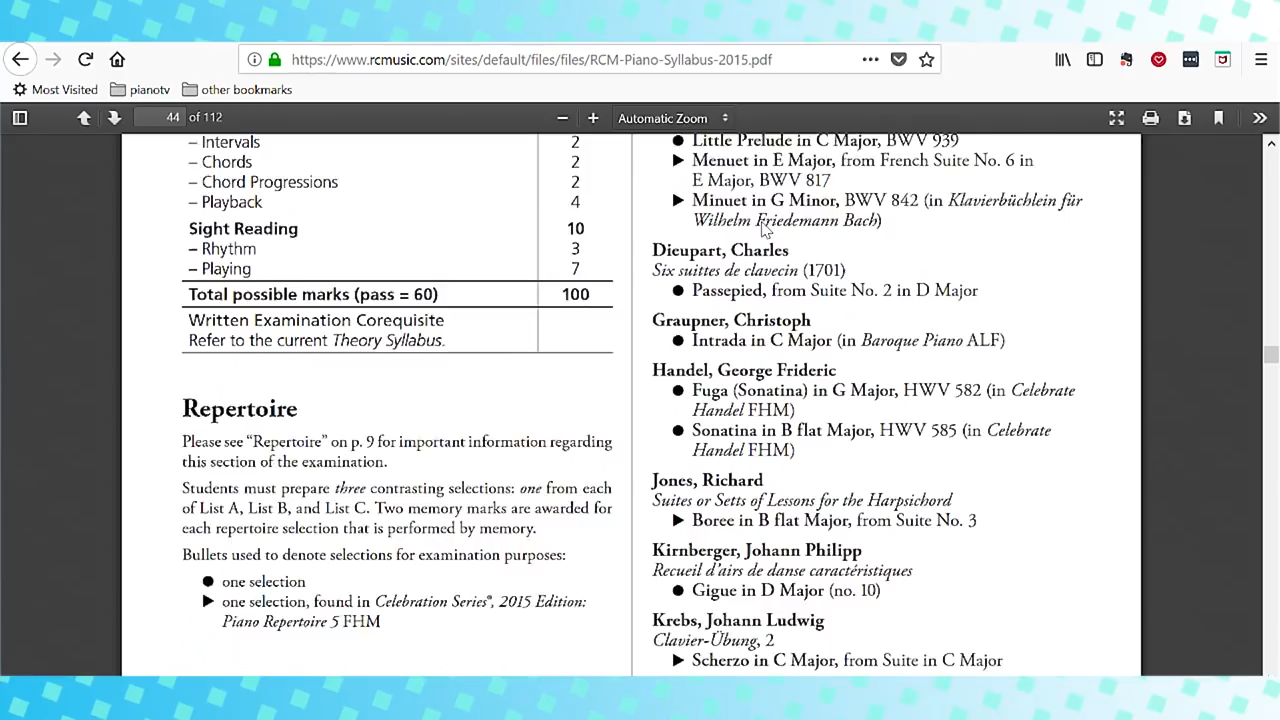 https://www.rcmusic.com/sites/default/files/files/RCM-Piano-Syllabus-2015.pdf
Most Visited
pianotv
other bookmarks
44 of 112
Automatic Zoom
– Intervals 2
– Chords 2
– Chord Progressions 2
– Playback 4
Sight Reading 10
– Rhythm 3
– Playing 7
Total possible marks (pass = 60) 100
Written Examination Corequisite
Refer to the current Theory Syllabus.
Repertoire
Please see “Repertoire” on p. 9 for important information regarding
this section of the examination.
Students must prepare three contrasting selections: one from each
of List A, List B, and List C. Two memory marks are awarded for
each repertoire selection that is performed by memory.
Bullets used to denote selections for examination purposes:
● one selection
▶ one selection, found in Celebration Series®, 2015 Edition:
Piano Repertoire 5 FHM
● Little Prelude in C Major, BWV 939
▶ Menuet in E Major, from French Suite No. 6 in
E Major, BWV 817
▶ Minuet in G Minor, BWV 842 (in Klavierbüchlein für
Wilhelm Friedemann Bach)
Dieupart, Charles
Six suittes de clavecin (1701)
● Passepied, from Suite No. 2 in D Major
Graupner, Christoph
● Intrada in C Major (in Baroque Piano ALF)
Handel, George Frideric
● Fuga (Sonatina) in G Major, HWV 582 (in Celebrate
Handel FHM)
● Sonatina in B flat Major, HWV 585 (in Celebrate
Handel FHM)
Jones, Richard
Suites or Setts of Lessons for the Harpsichord
▶ Boree in B flat Major, from Suite No. 3
Kirnberger, Johann Philipp
Recueil d’airs de danse caractéristiques
● Gigue in D Major (no. 10)
Krebs, Johann Ludwig
Clavier-Übung, 2
▶ Scherzo in C Major, from Suite in C Major